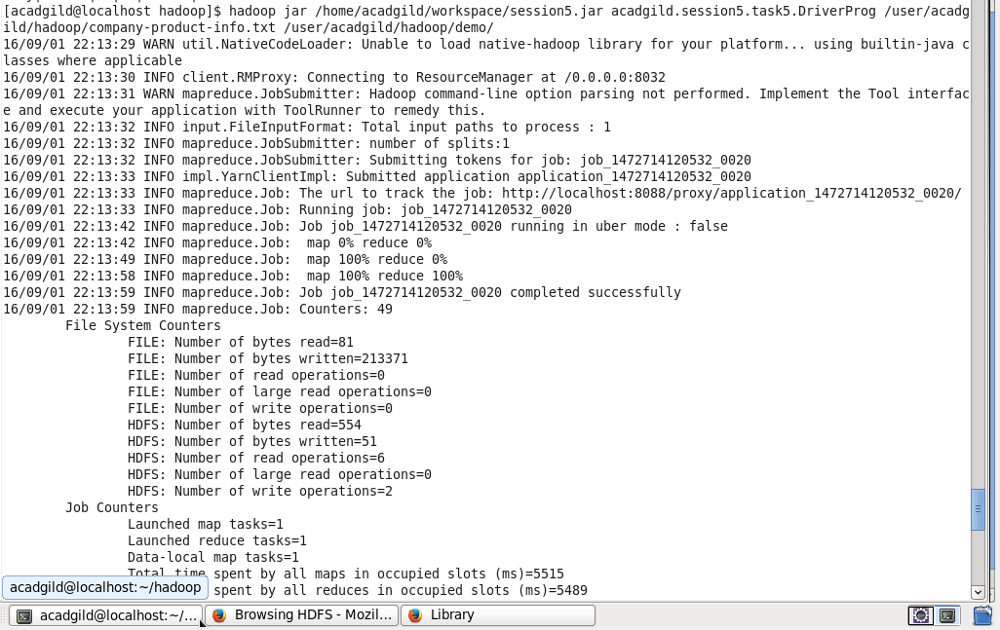 [acadgild@localhost hadoop]$ hadoop jar /home/acadgild/workspace/session5.jar acadgild.session5.task5.DriverProg /user/acadg
ild/hadoop/company-product-info.txt /user/acadgild/hadoop/demo/
16/09/01 22:13:29 WARN util.NativeCodeLoader: Unable to load native-hadoop library for your platform... using builtin-java c
lasses where applicable
16/09/01 22:13:30 INFO client.RMProxy: Connecting to ResourceManager at /0.0.0.0:8032
16/09/01 22:13:31 WARN mapreduce.JobSubmitter: Hadoop command-line option parsing not performed. Implement the Tool interfac
e and execute your application with ToolRunner to remedy this.
16/09/01 22:13:32 INFO input.FileInputFormat: Total input paths to process : 1
16/09/01 22:13:32 INFO mapreduce.JobSubmitter: number of splits:1
16/09/01 22:13:32 INFO mapreduce.JobSubmitter: Submitting tokens for job: job_1472714120532_0020
16/09/01 22:13:33 INFO impl.YarnClientImpl: Submitted application application_1472714120532_0020
16/09/01 22:13:33 INFO mapreduce.Job: The url to track the job: http://localhost:8088/proxy/application_1472714120532_0020/
16/09/01 22:13:33 INFO mapreduce.Job: Running job: job_1472714120532_0020
16/09/01 22:13:42 INFO mapreduce.Job: Job job_1472714120532_0020 running in uber mode : false
16/09/01 22:13:42 INFO mapreduce.Job:  map 0% reduce 0%
16/09/01 22:13:49 INFO mapreduce.Job:  map 100% reduce 0%
16/09/01 22:13:58 INFO mapreduce.Job:  map 100% reduce 100%
16/09/01 22:13:59 INFO mapreduce.Job: Job job_1472714120532_0020 completed successfully
16/09/01 22:13:59 INFO mapreduce.Job: Counters: 49
File System Counters
FILE: Number of bytes read=81
FILE: Number of bytes written=213371
FILE: Number of read operations=0
FILE: Number of large read operations=0
FILE: Number of write operations=0
HDFS: Number of bytes read=554
HDFS: Number of bytes written=51
HDFS: Number of read operations=6
HDFS: Number of large read operations=0
HDFS: Number of write operations=2
Job Counters
Launched map tasks=1
Launched reduce tasks=1
Data-local map tasks=1
Total time spent by all maps in occupied slots (ms)=5515
spent by all reduces in occupied slots (ms)=5489
acadgild@localhost:~/hadoop
acadgild@localhost:~/...
Browsing HDFS - Mozil...
Library